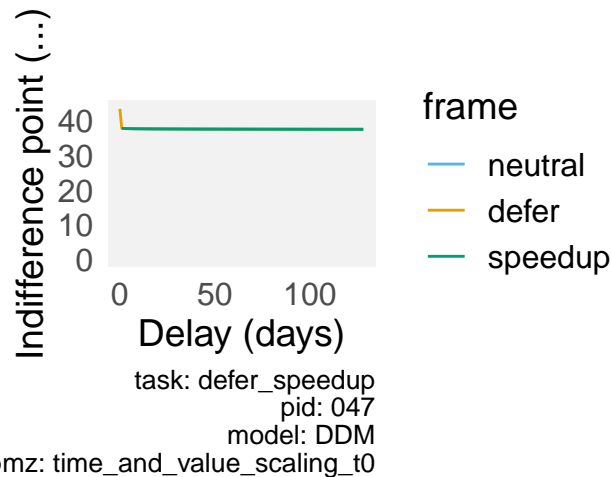 Indifference point (...)
40
30
20
10
0
0 50 100
Delay (days)
frame
neutral
defer
speedup
task: defer_speedup
pid: 047
model: DDM
mz: time_and_value_scaling_t0